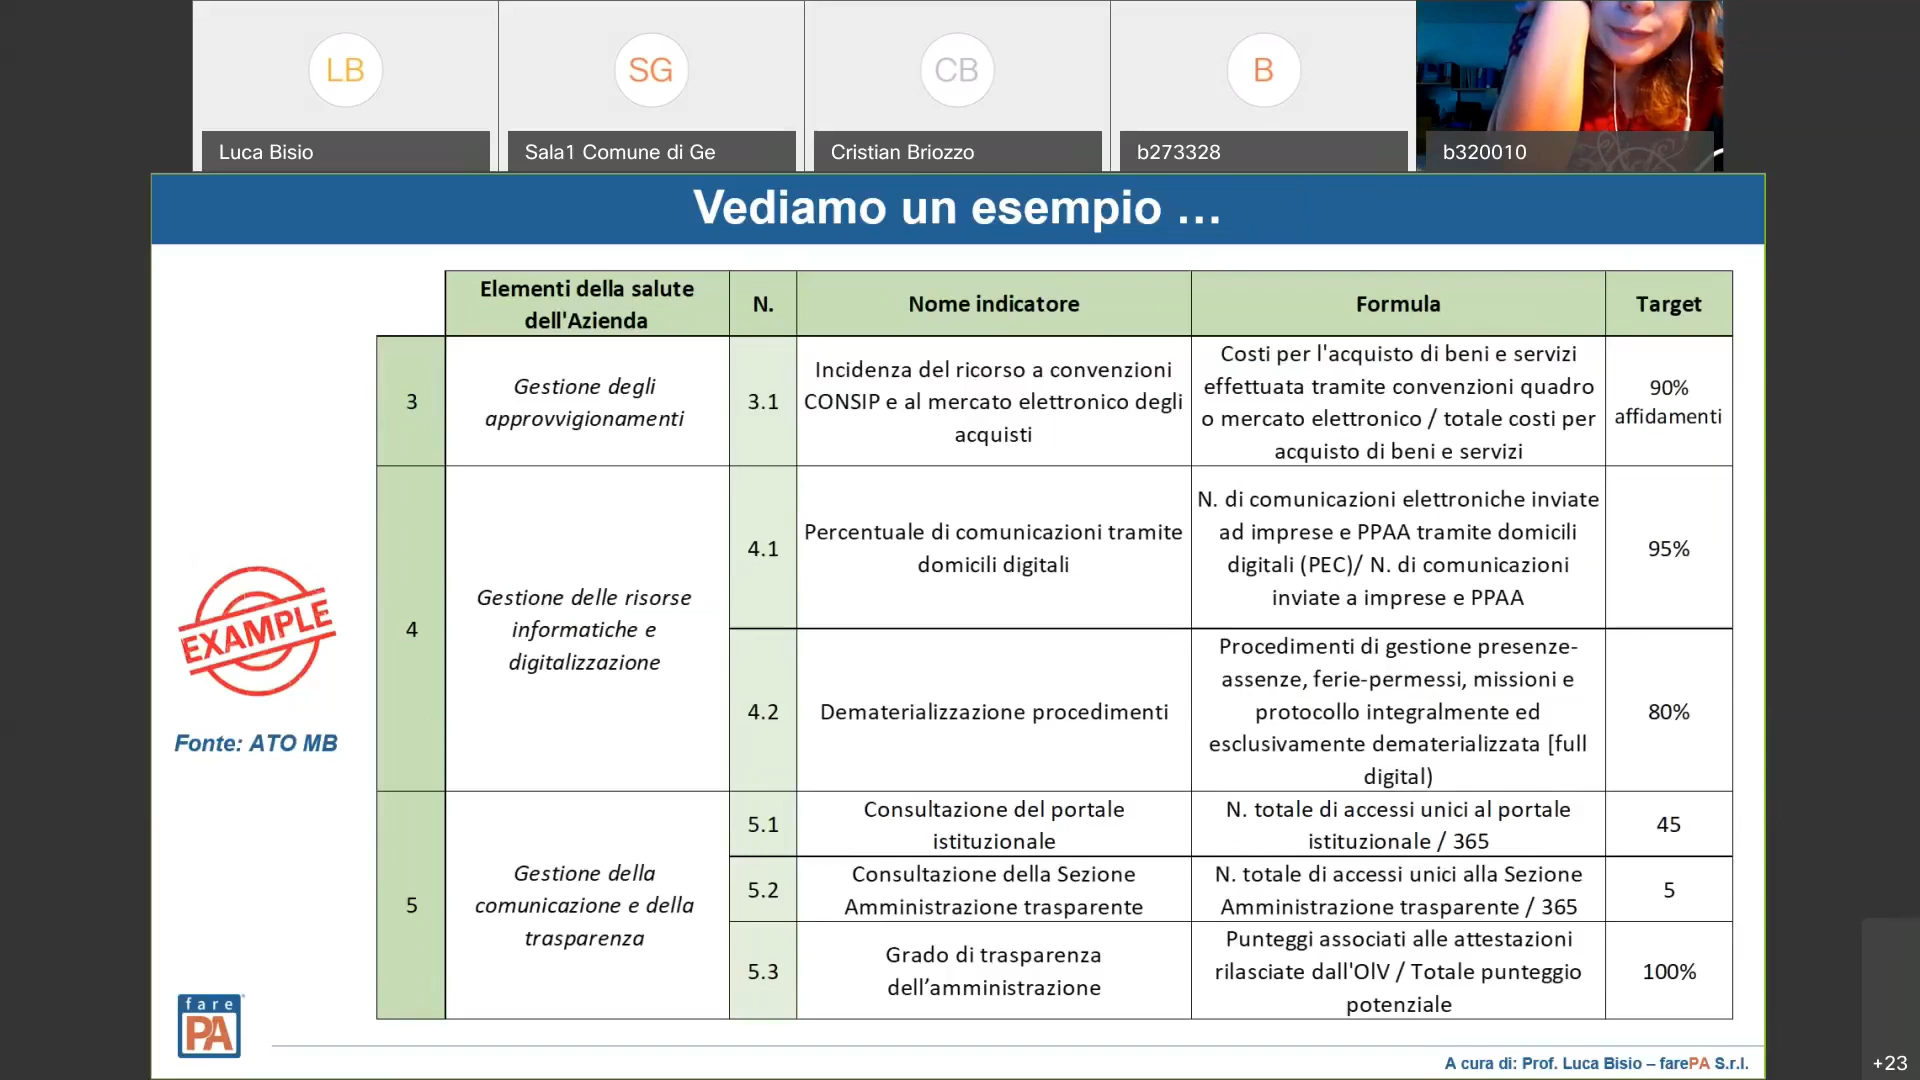 LB
SG
CB
B
Luca Bisio
Sala1 Comune di Ge
Cristian Briozzo
b273328
b320010
Vediamo un esempio ...
Elementi della salute
dell'Azienda
N.
Nome indicatore
Formula
Target
3
Gestione degli
approvvigionamenti
3.1
Incidenza del ricorso a convenzioni
CONSIP e al mercato elettronico degli
acquisti
Costi per l'acquisto di beni e servizi
effettuata tramite convenzioni quadro
o mercato elettronico / totale costi per
acquisto di beni e servizi
90%
affidamenti
4
Gestione delle risorse
informatiche e
digitalizzazione
4.1
Percentuale di comunicazioni tramite
domicili digitali
N. di comunicazioni elettroniche inviate
ad imprese e PPAA tramite domicili
digitali (PEC)/ N. di comunicazioni
inviate a imprese e PPAA
95%
4.2
Dematerializzazione procedimenti
Procedimenti di gestione presenze-
assenze, ferie-permessi, missioni e
protocollo integralmente ed
esclusivamente dematerializzata [full
digital)
80%
5
Gestione della
comunicazione e della
trasparenza
5.1
Consultazione del portale
istituzionale
N. totale di accessi unici al portale
istituzionale / 365
45
5.2
Consultazione della Sezione
Amministrazione trasparente
N. totale di accessi unici alla Sezione
Amministrazione trasparente / 365
5
5.3
Grado di trasparenza
dell’amministrazione
Punteggi associati alle attestazioni
rilasciate dall'OIV / Totale punteggio
potenziale
100%
EXAMPLE
Fonte: ATO MB
fare
PA
A cura di: Prof. Luca Bisio – farePA S.r.l.
+23